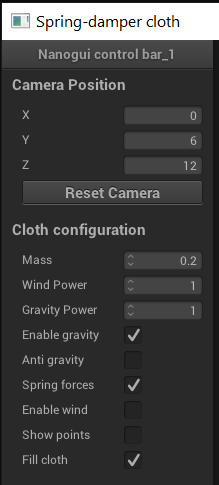 Spring-damper cloth
Nanogui control bar_1
Camera Position
X 0
Y 6
Z 12
Reset Camera
Cloth configuration
Mass 0.2
Wind Power 1
Gravity Power 1
Enable gravity
Anti gravity
Spring forces
Enable wind
Show points
Fill cloth